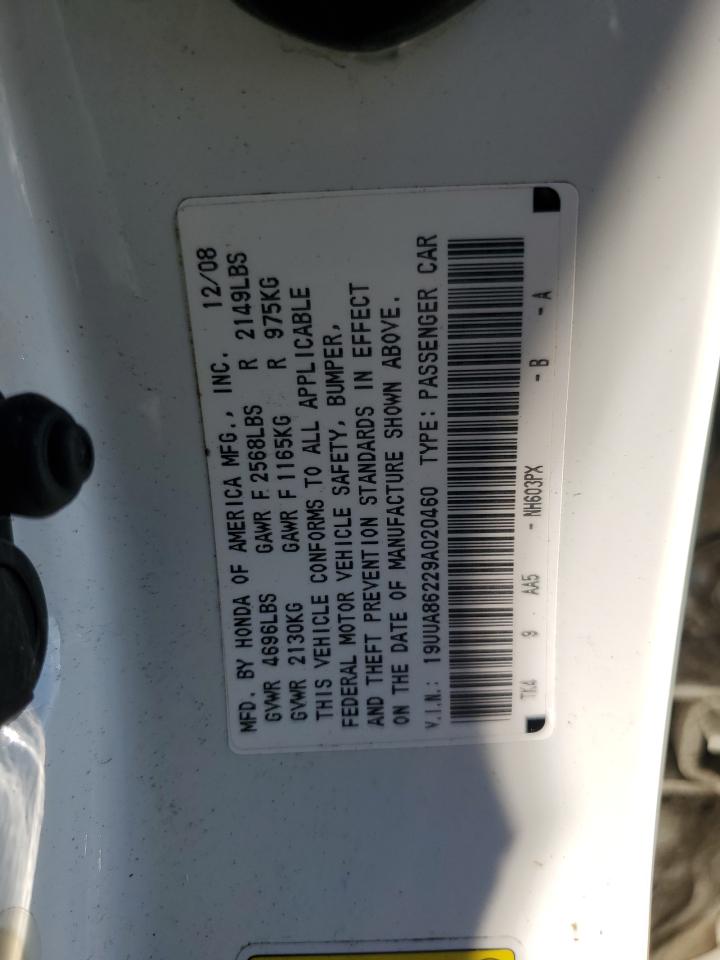 MFD. BY HONDA OF AMERICA MFG., INC. 12/08
GVWR 4696LBS GAWR F 2568LBS R 2149LBS
GVWR 2130KG GAWR F 1165KG R 975KG
THIS VEHICLE CONFORMS TO ALL APPLICABLE
FEDERAL MOTOR VEHICLE SAFETY, BUMPER,
AND THEFT PREVENTION STANDARDS IN EFFECT
ON THE DATE OF MANUFACTURE SHOWN ABOVE.
V.I.N.: 19UUA86229A020460 TYPE: PASSENGER CAR
TK4 9 AA5 - NH603PX - B - A